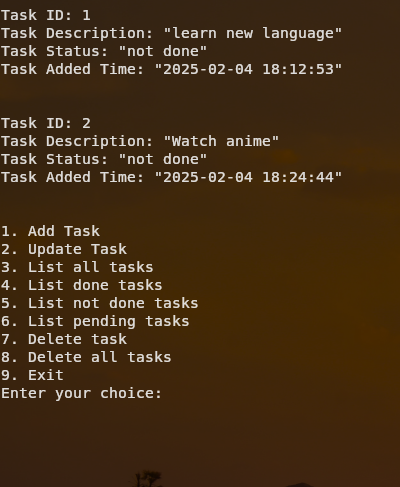 Task ID: 1
Task Description: "learn new language"
Task Status: "not done"
Task Added Time: "2025-02-04 18:12:53"
Task ID: 2
Task Description: "Watch anime"
Task Status: "not done"
Task Added Time: "2025-02-04 18:24:44"
1. Add Task
2. Update Task
3. List all tasks
4. List done tasks
5. List not done tasks
6. List pending tasks
7. Delete task
8. Delete all tasks
9. Exit
Enter your choice: